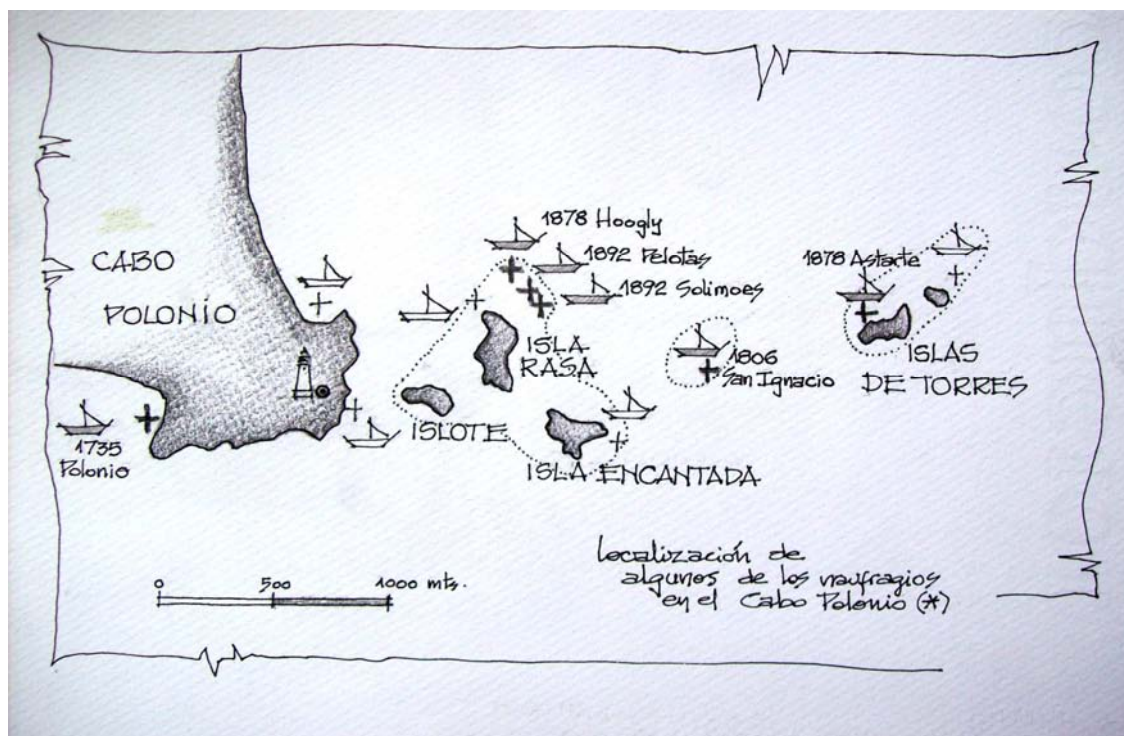 1878 Hoogly
1892 Pelotas
1892 Solimoes
1878 Astarte
CABO
POLONIO
ISLA
RASA
1806
San Ignacio
ISLAS
DE TORRES
1735
Polonio
ISLOTE
ISLA ENCANTADA
0 500 1000 mts.
Localización de
algunos de los naufragios
en el Cabo Polonio (*)